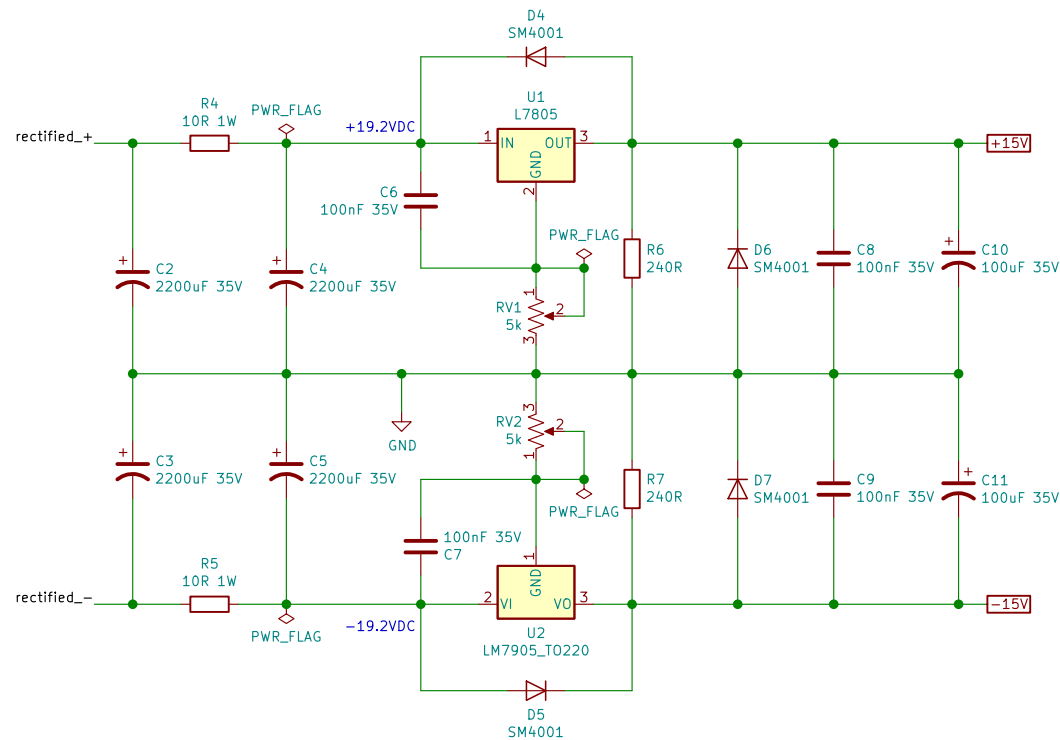 D4
SM4001
U1
L7805
R4
10R 1W
PWR_FLAG
+19.2VDC
rectified_+
1
IN
OUT
3
GND
2
+15V
C6
100nF 35V
PWR_FLAG
R6
240R
D6
SM4001
C8
100nF 35V
+
C10
100uF 35V
+
C2
2200uF 35V
+
C4
2200uF 35V
1
RV1
5k
2
3
GND
3
RV2
5k
2
1
+
C3
2200uF 35V
+
C5
2200uF 35V
PWR_FLAG
R7
240R
D7
SM4001
C9
100nF 35V
+
C11
100uF 35V
100nF 35V
C7
R5
10R 1W
1
GND
rectified_-
2
VI
VO
3
-15V
PWR_FLAG
-19.2VDC
U2
LM7905_TO220
D5
SM4001